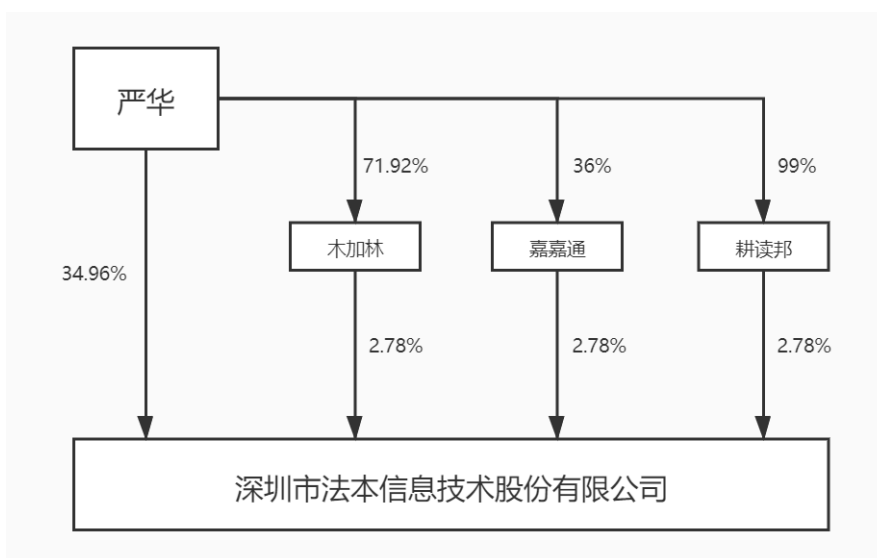 严华
71.92%
36%
99%
木加林
嘉嘉通
耕读邦
34.96%
2.78%
2.78%
2.78%
深圳市法本信息技术股份有限公司